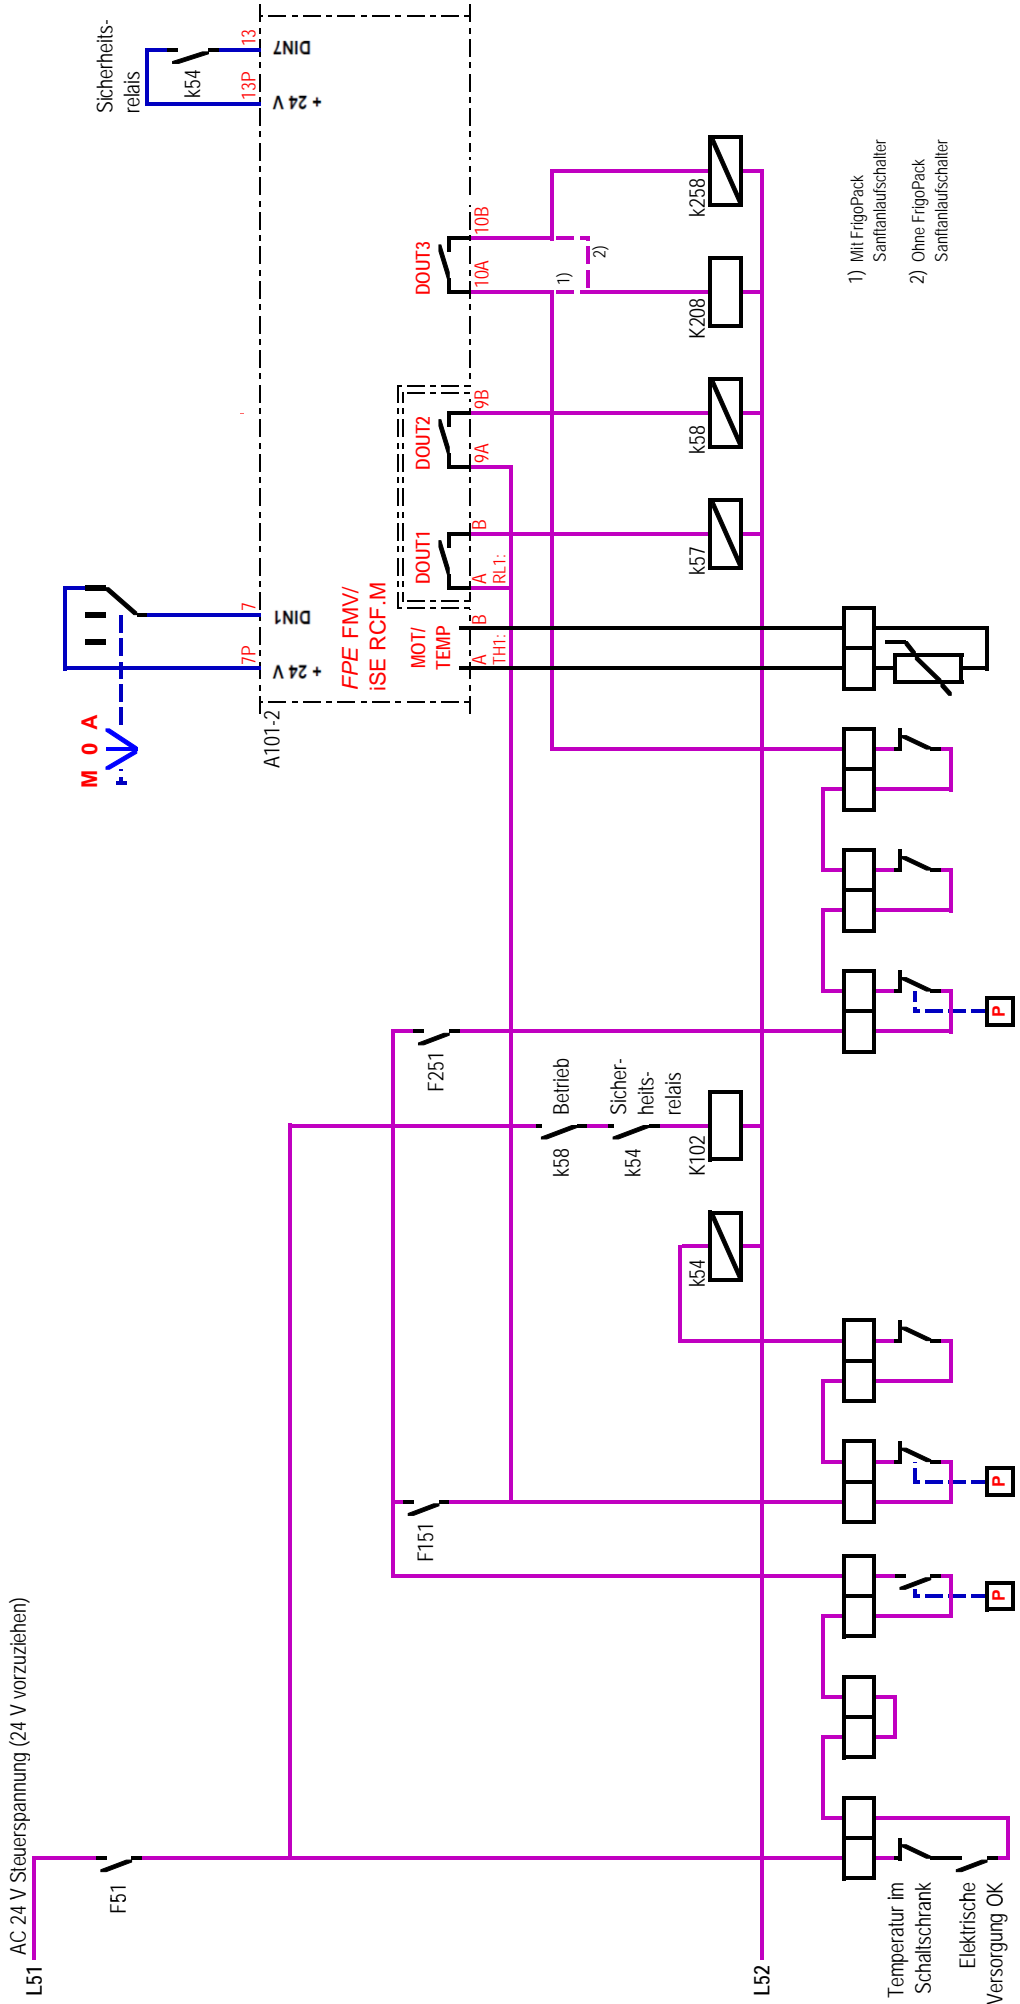 AC 24 V Steuerspannung (24 V vorzuziehen)
L51
F51
L52
Temperatur im
Schaltschrank
Elektrische
Versorgung OK
P
F151
P
k54
K102
k58
Betrieb
k54
Sicher-
heits-
relais
F251
P
M 0 A
A101-2
7P
7
+ 24 V
DIN1
FPE FMV/
iSE RCF.M
MOT/
TEMP
A
B
TH1:
DOUT1
A
B
RL1:
DOUT2
9A
9B
DOUT3
10A
10B
1)
2)
k57
k58
K208
k258
Sicherheits-
relais
k54
13P
13
+ 24 V
DIN7
1) Mit FrigoPack
Sanftanlaufschalter
2) Ohne FrigoPack
Sanftanlaufschalter